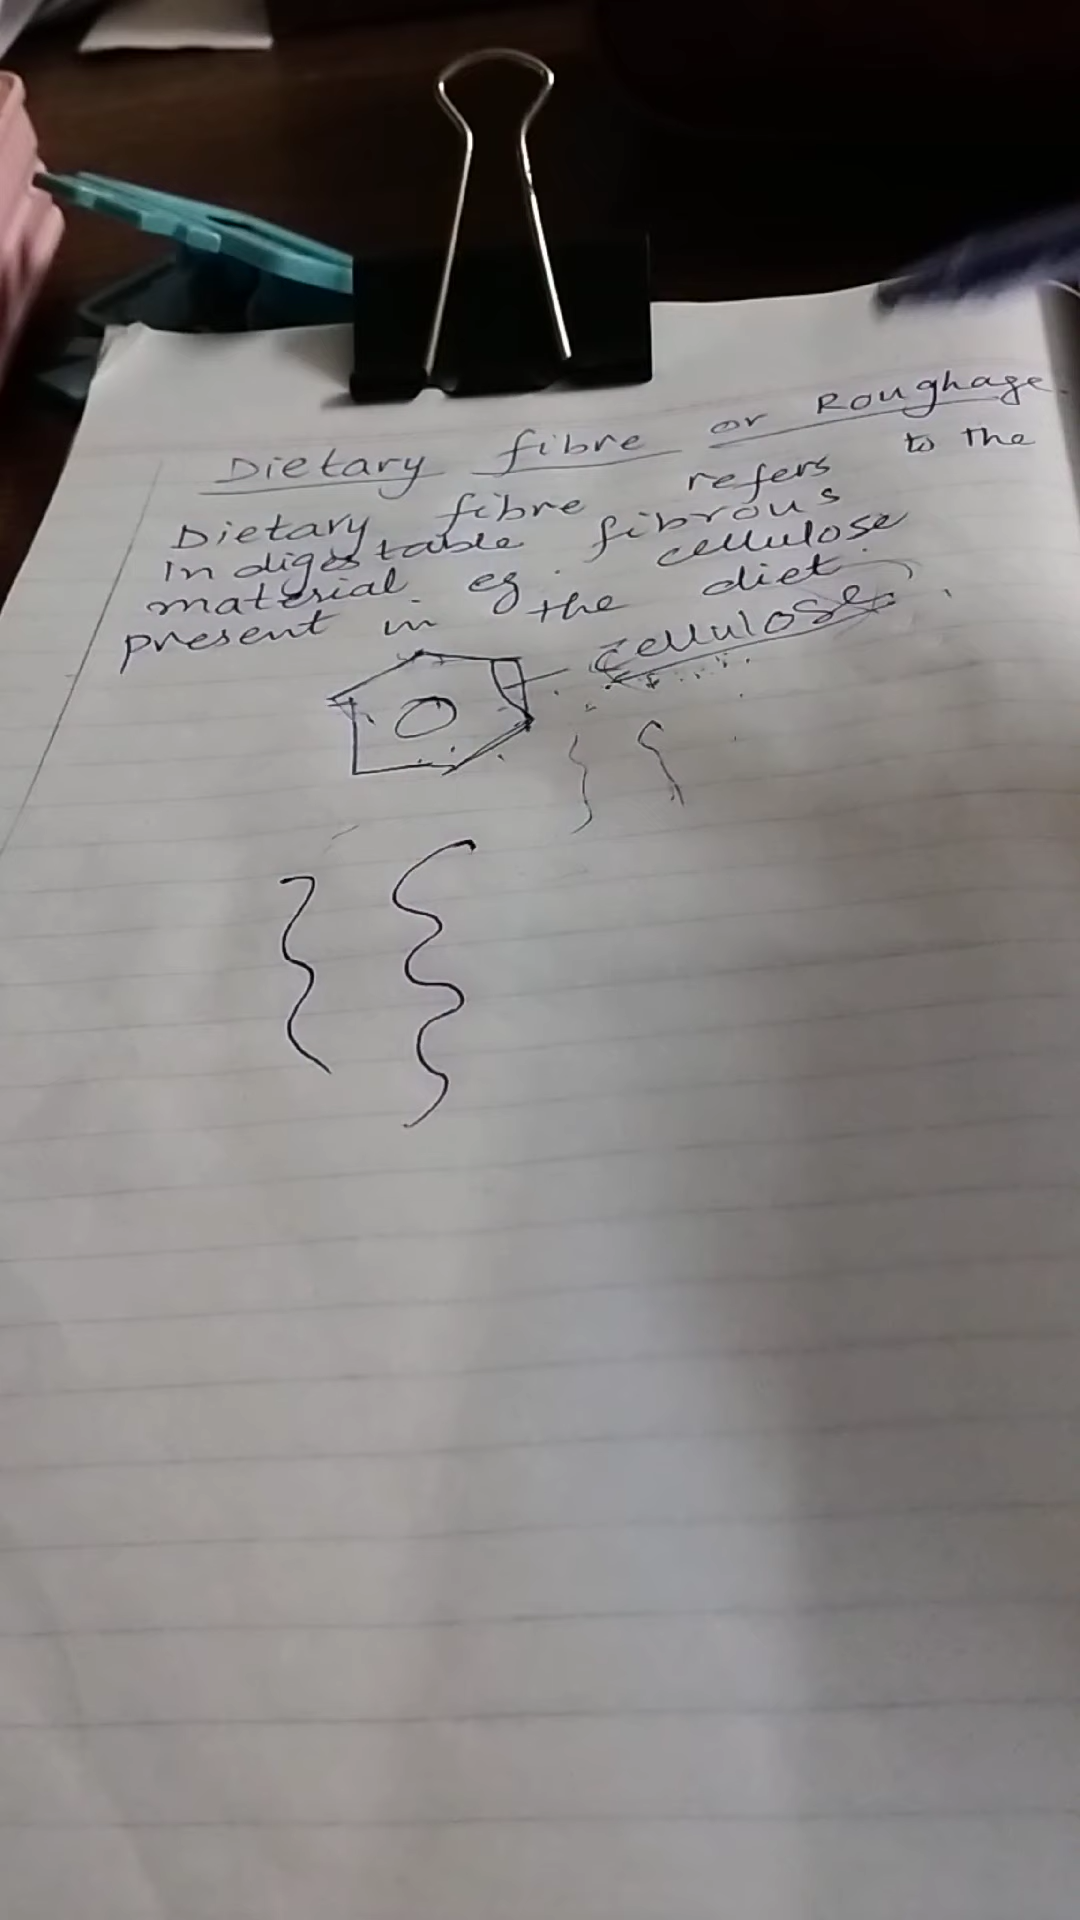 Dietary fibre or Roughage.
Dietary fibre refers to the
Indigestable fibrous
material eg. cellulose
present in the diet
cellulose